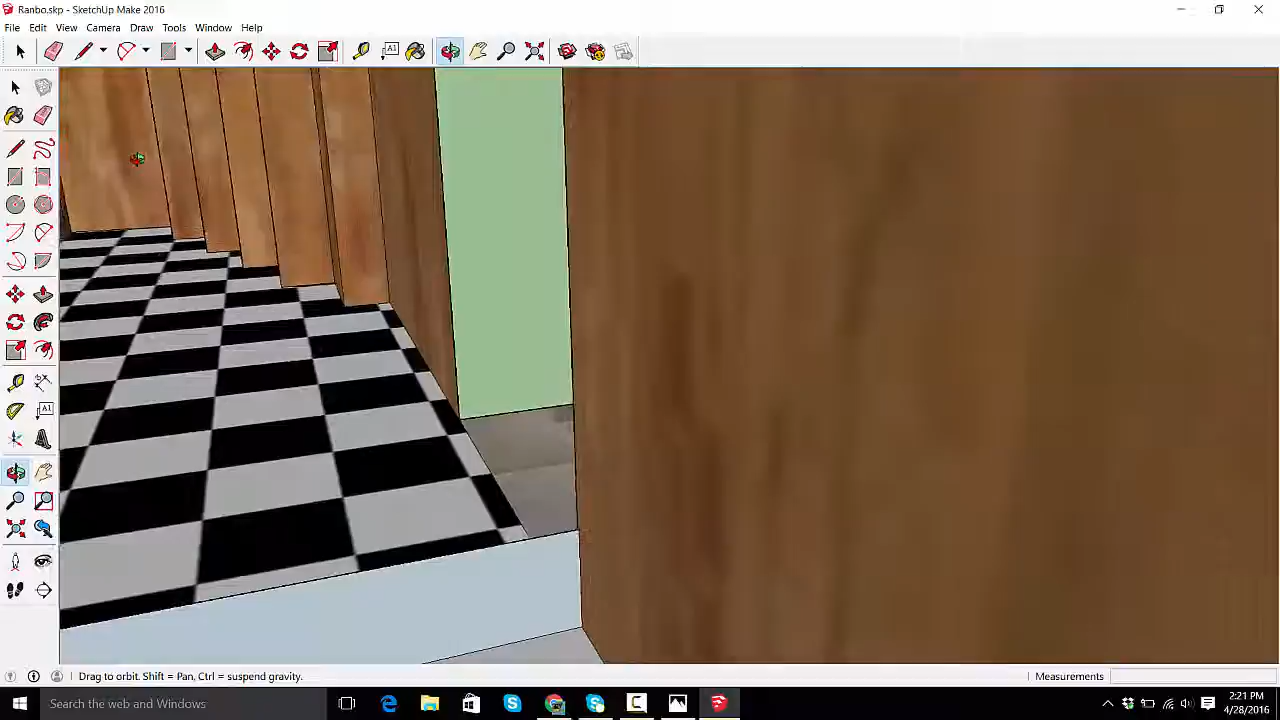 Ranbo.skp - SketchUp Make 2016
File Edit View Camera Draw Tools Window Help
Drag to orbit. Shift = Pan, Ctrl = suspend gravity.
Measurements
Search the web and Windows
2:21 PM
4/28/2016